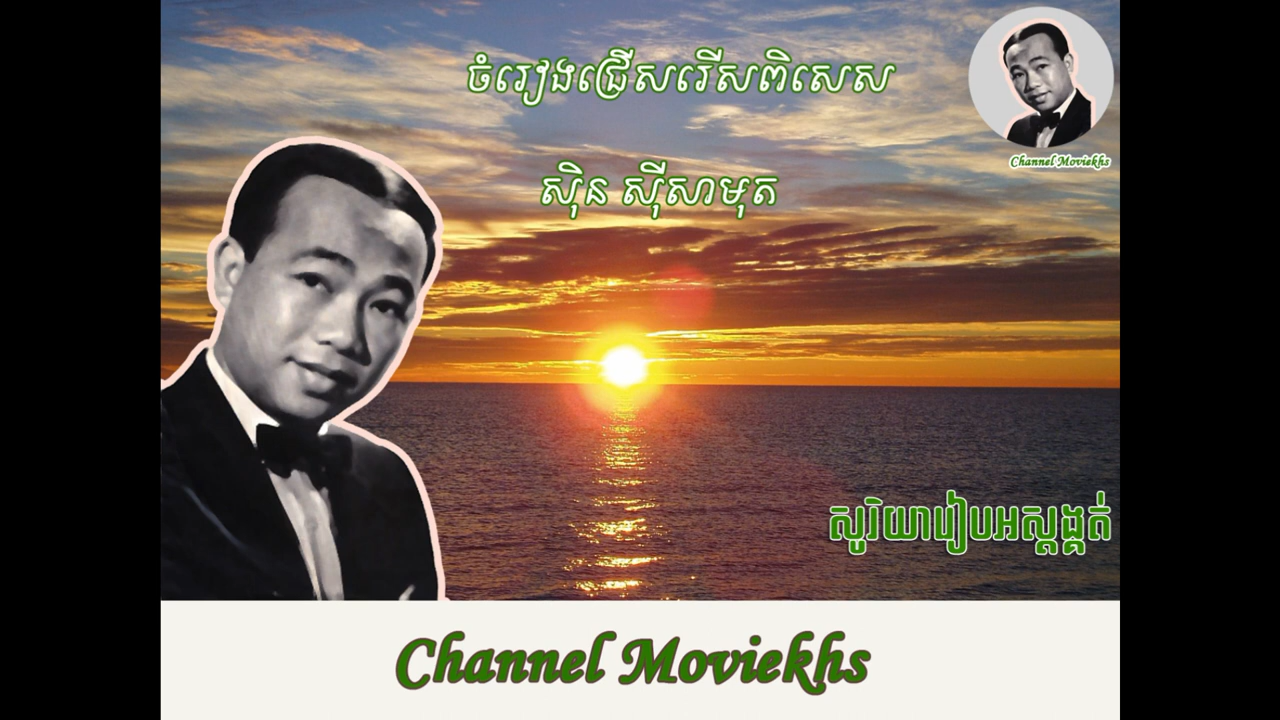 ចំរៀងជ្រើសរើសពិសេស
Channel Moviekhs
ស៊ិន ស៊ីសាមុត
សូរិយារៀបអស្តង្គត់
Channel Moviekhs